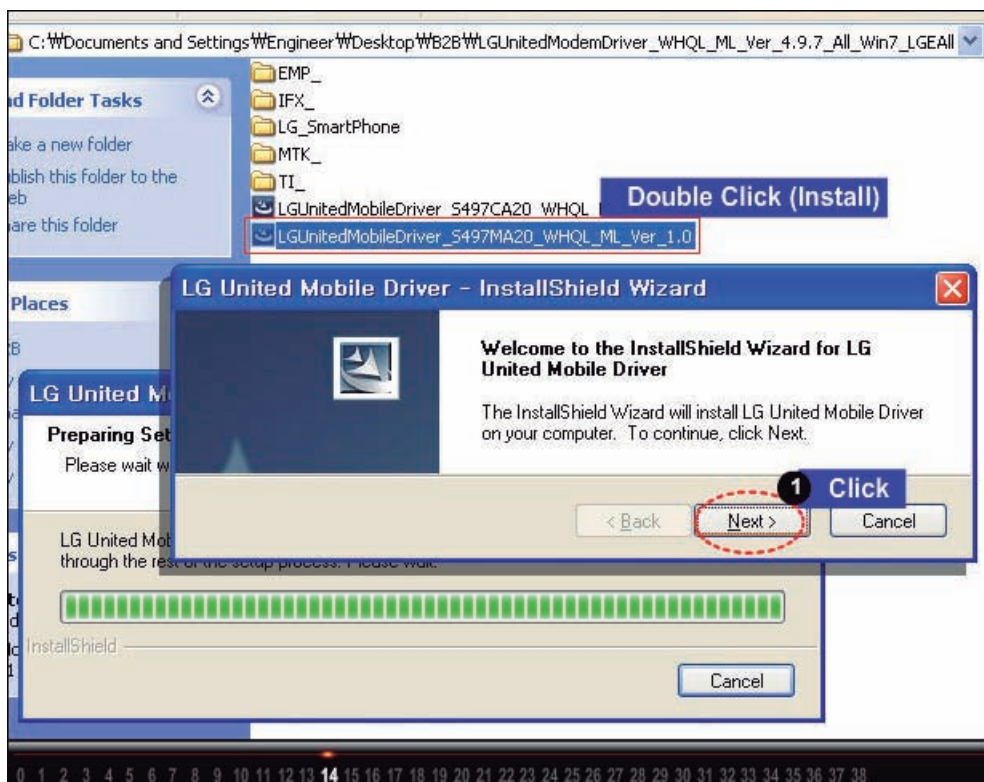 C:₩Documents and Settings₩Engineer₩Desktop₩B2B₩LGUnitedModemDriver_WHQL_ML_Ver_4.9.7_All_Win7_LGEAll
EMP_
IFX_
LG_SmartPhone
MTK_
TI_
LGUnitedMobileDriver_S497CA20_WHQL
LGUnitedMobileDriver_S497MA20_WHQL_ML_Ver_1.0
Double Click (Install)
nd Folder Tasks
ake a new folder
blish this folder to the
eb
hare this folder
Places
LG United Mobile Driver - InstallShield Wizard
Welcome to the InstallShield Wizard for LG
United Mobile Driver
The InstallShield Wizard will install LG United Mobile Driver
on your computer. To continue, click Next.
1 Click
< Back
Next >
Cancel
LG United M
Preparing Set
Please wait w
LG United Mob
through the rest of the setup process. Please wait.
InstallShield
Cancel
0 1 2 3 4 5 6 7 8 9 10 11 12 13 14 15 16 17 18 19 20 21 22 23 24 25 26 27 28 29 30 31 32 33 34 35 36 37 38